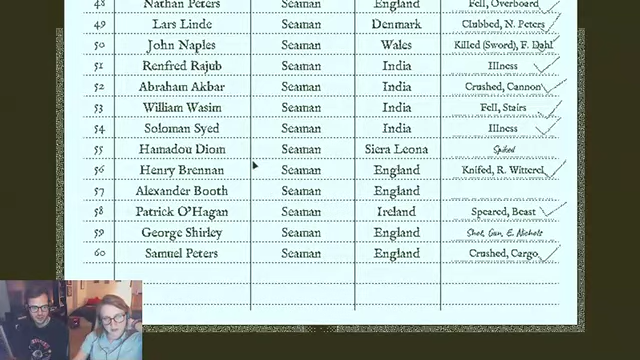 48 Nathan Peters Seaman England Fell, Overboard
49 Lars Linde Seaman Denmark Clubbed, N. Peters
50 John Naples Seaman Wales Killed (Sword), F. Dahl
51 Renfred Rajub Seaman India Illness
52 Abraham Akbar Seaman India Crushed, Cannon
53 William Wasim Seaman India Fell, Stairs
54 Soloman Syed Seaman India Illness
55 Hamadou Diom Seaman Siera Leona Spiked
56 Henry Brennan Seaman England Knifed, R. Witterel
57 Alexander Booth Seaman England
58 Patrick O'Hagan Seaman Ireland Speared, Beast
59 George Shirley Seaman England Shot, Gun, E. Nichols
60 Samuel Peters Seaman England Crushed, Cargo